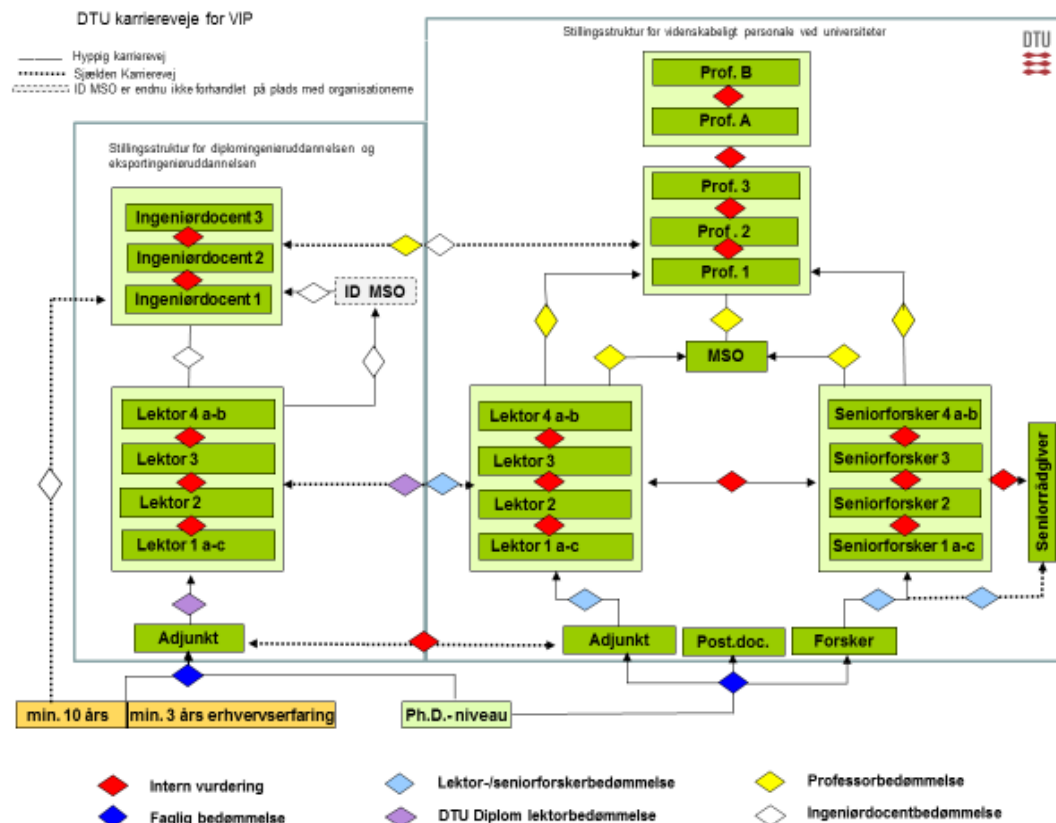 DTU karriereveje for VIP
Hyppig karrierevej
Sjælden Karrierevej
ID MSO er endnu ikke forhandlet på plads med organisationerne
Stillingsstruktur for videnskabeligt personale ved universiteter
DTU
Stillingsstruktur for diplomingeniøruddannelsen og
eksportingeniøruddannelsen
Prof. B
Prof. A
Prof. 3
Prof. 2
Prof. 1
MSO
Ingeniørdocent 3
Ingeniørdocent 2
Ingeniørdocent 1
ID MSO
Lektor 4 a-b
Lektor 3
Lektor 2
Lektor 1 a-c
Adjunkt
Lektor 4 a-b
Lektor 3
Lektor 2
Lektor 1 a-c
Seniorforsker 4 a-b
Seniorforsker 3
Seniorforsker 2
Seniorforsker 1 a-c
Seniorrådgiver
Adjunkt
Post.doc.
Forsker
min. 10 års
min. 3 års erhvervserfaring
Ph.D.- niveau
Intern vurdering
Lektor-/seniorforskerbedømmelse
Professorbedømmelse
Faglig bedømmelse
DTU Diplom lektorbedømmelse
Ingeniørdocentbedømmelse